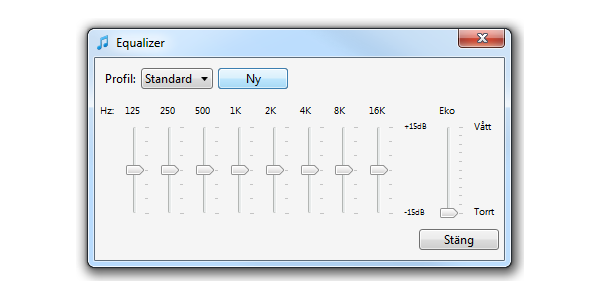 Equalizer
Profil: Standard Ny
Hz: 125 250 500 1K 2K 4K 8K 16K Eko
+15dB Vått
-15dB Torrt
Stäng